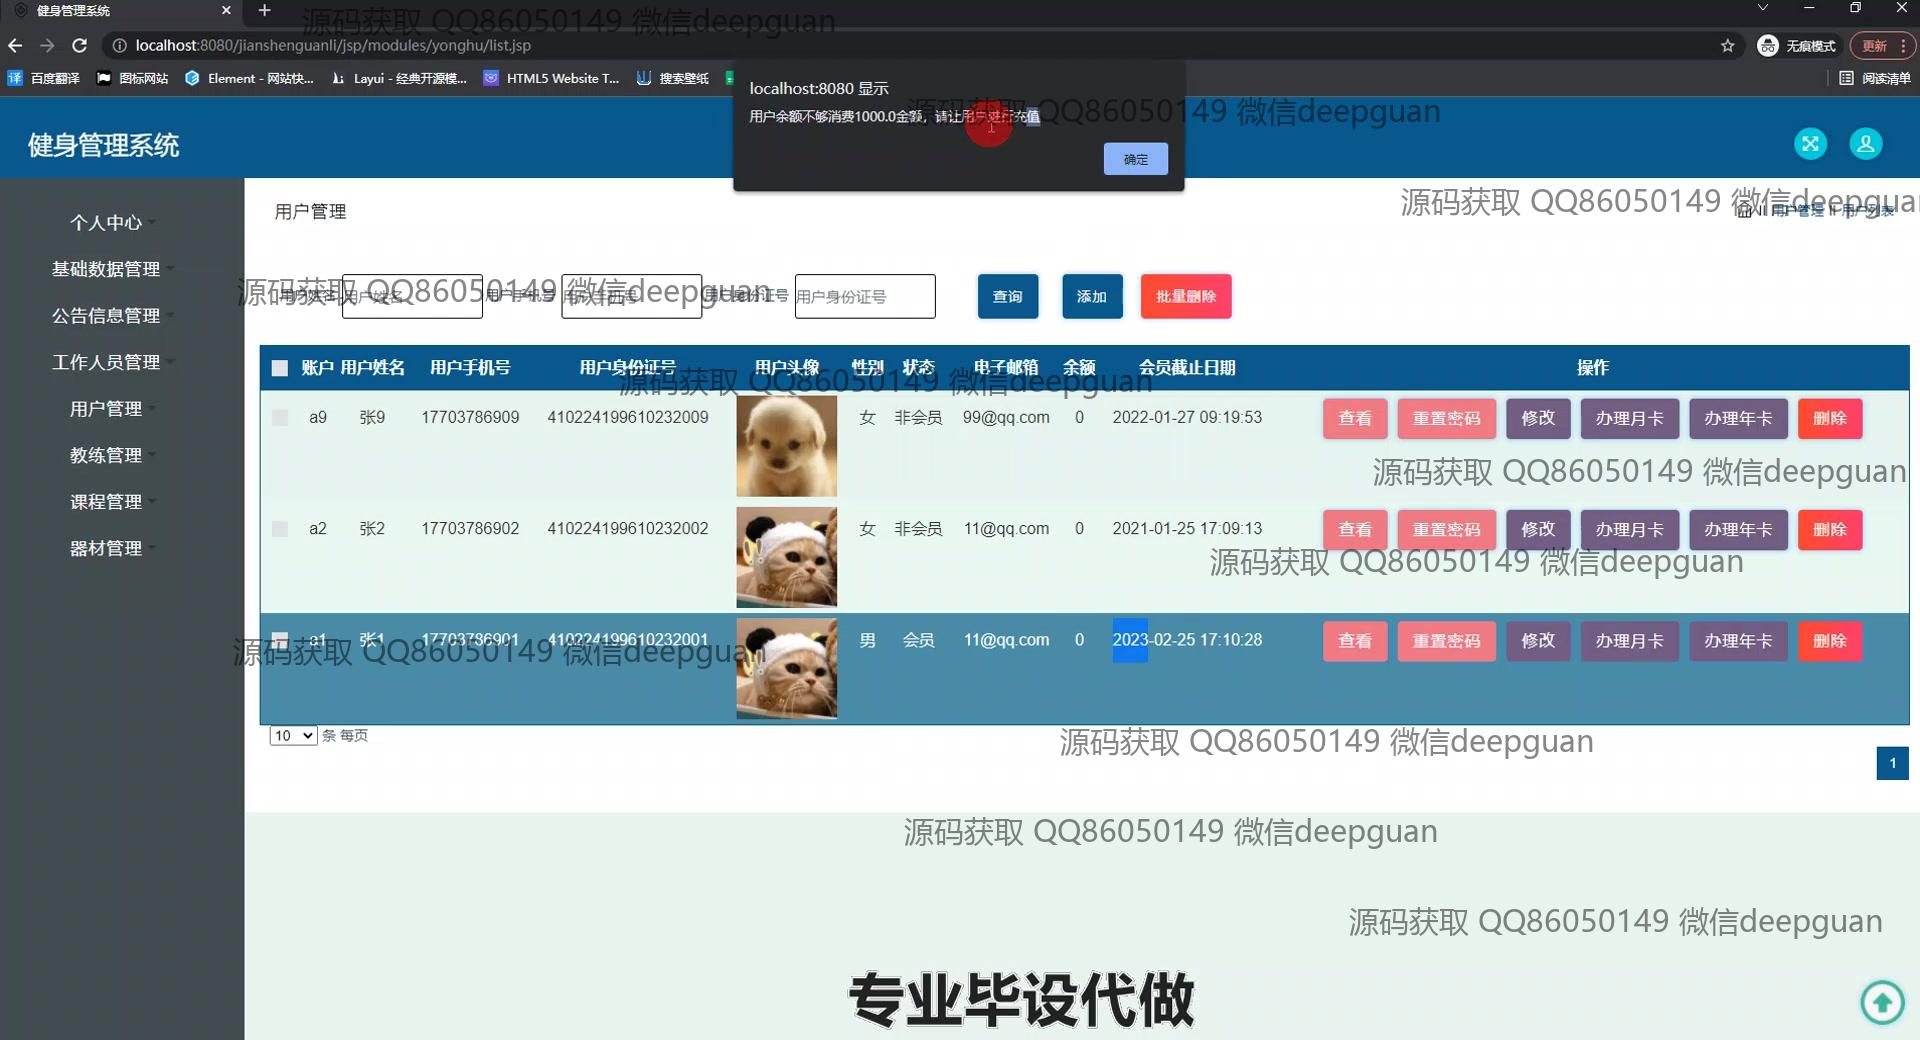 健身管理系统
源码获取 QQ86050149 微信deepguan
localhost:8080/jianshenguanli/jsp/modules/yonghu/list.jsp
无痕模式
更新
百度翻译
图标网站
Element - 网站快...
Layui - 经典开源模...
HTML5 Website T...
搜索壁纸
阅读清单
localhost:8080 显示
用户余额不够消费1000.0金额，请让用户进行充值
源码获取 QQ86050149 微信deepguan
确定
健身管理系统
个人中心
基础数据管理
公告信息管理
工作人员管理
用户管理
教练管理
课程管理
器材管理
用户管理
源码获取 QQ86050149 微信deepguan
用户管理 用户列表
源码获取 QQ86050149 微信deepguan
用户身份证号
查询
添加
批量删除
账户 用户姓名 用户手机号 用户身份证号 用户头像 性别 状态 电子邮箱 余额 会员截止日期 操作
源码获取 QQ86050149 微信deepguan
a9 张9 17703786909 410224199610232009 女 非会员 99@qq.com 0 2022-01-27 09:19:53 查看 重置密码 修改 办理月卡 办理年卡 删除
源码获取 QQ86050149 微信deepguan
a2 张2 17703786902 410224199610232002 女 非会员 11@qq.com 0 2021-01-25 17:09:13 查看 重置密码 修改 办理月卡 办理年卡 删除
源码获取 QQ86050149 微信deepguan
a1 张1 17703786901 410224199610232001 男 会员 11@qq.com 0 2023-02-25 17:10:28 查看 重置密码 修改 办理月卡 办理年卡 删除
源码获取 QQ86050149 微信deepguan
10 条 每页
源码获取 QQ86050149 微信deepguan
1
源码获取 QQ86050149 微信deepguan
源码获取 QQ86050149 微信deepguan
专业毕设代做